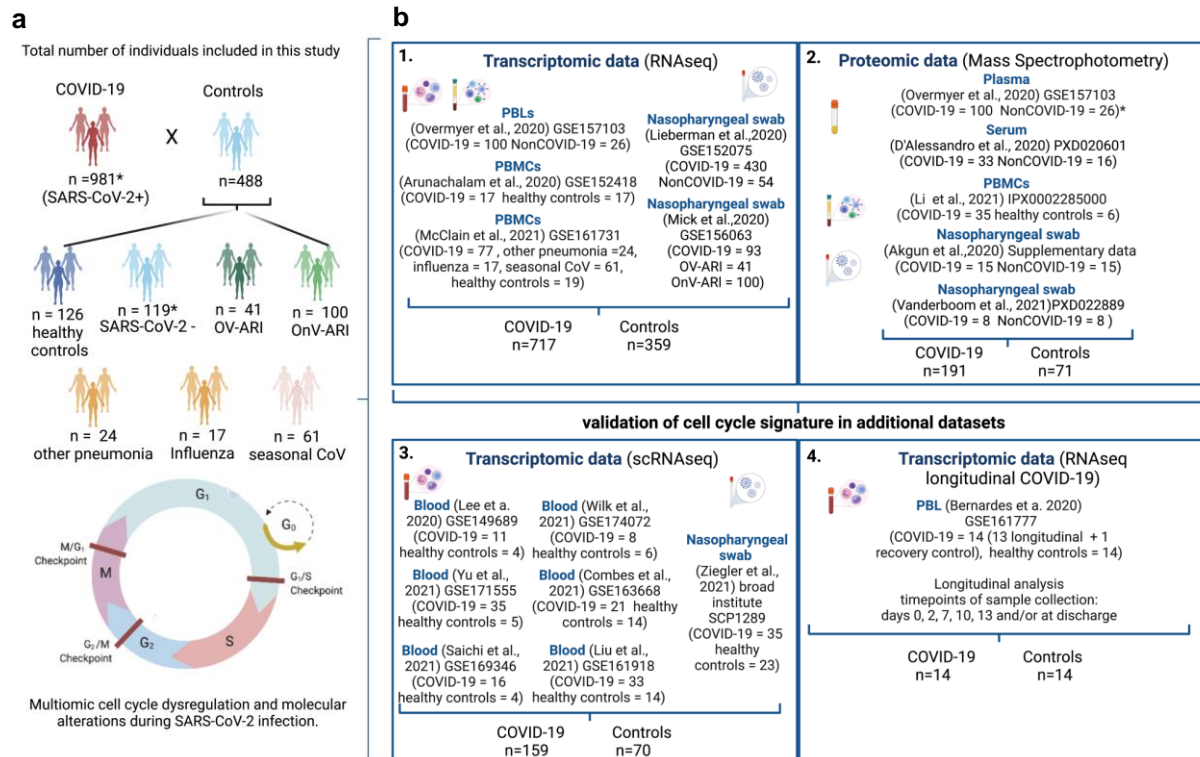 a
Total number of individuals included in this study
COVID-19
Controls
X
n =981*
(SARS-CoV-2+)
n=488
n = 126
healthy
controls
n = 119*
SARS-CoV-2 -
n = 41
OV-ARI
n = 100
OnV-ARI
n = 24
other pneumonia
n = 17
Influenza
n = 61
seasonal CoV
G₁
G₀
M/G₁
Checkpoint
M
G₁/S
Checkpoint
G₂/M
Checkpoint
G₂
S
Multiomic cell cycle dysregulation and molecular
alterations during SARS-CoV-2 infection.
b
1.
Transcriptomic data (RNAseq)
PBLs
(Overmyer et al., 2020) GSE157103
(COVID-19 = 100 NonCOVID-19 = 26)
PBMCs
(Arunachalam et al., 2020) GSE152418
(COVID-19 = 17 healthy controls = 17)
PBMCs
(McClain et al., 2021) GSE161731
(COVID-19 = 77 , other pneumonia =24,
influenza = 17, seasonal CoV = 61,
healthy controls = 19)
Nasopharyngeal swab
(Lieberman et al.,2020)
GSE152075
(COVID-19 = 430
NonCOVID-19 = 54
Nasopharyngeal swab
(Mick et al.,2020)
GSE156063
(COVID-19 = 93
OV-ARI = 41
OnV-ARI = 100)
COVID-19
n=717
Controls
n=359
2.
Proteomic data (Mass Spectrophotometry)
Plasma
(Overmyer et al., 2020) GSE157103
(COVID-19 = 100 NonCOVID-19 = 26)*
Serum
(D'Alessandro et al., 2020) PXD020601
(COVID-19 = 33 NonCOVID-19 = 16)
PBMCs
(Li et al., 2021) IPX0002285000
(COVID-19 = 35 healthy controls = 6)
Nasopharyngeal swab
(Akgun et al.,2020) Supplementary data
(COVID-19 = 15 NonCOVID-19 = 15)
Nasopharyngeal swab
(Vanderboom et al., 2021)PXD022889
(COVID-19 = 8 NonCOVID-19 = 8 )
COVID-19
n=191
Controls
n=71
validation of cell cycle signature in additional datasets
3.
Transcriptomic data (scRNAseq)
Blood (Lee et a.
2020) GSE149689
(COVID-19 = 11
healthy controls = 4)
Blood (Wilk et al.,
2021) GSE174072
(COVID-19 = 8
healthy controls = 6)
Blood (Yu et al.,
2021) GSE171555
(COVID-19 = 35
healthy controls = 5)
Blood (Combes et al.,
2021) GSE163668
(COVID-19 = 21 healthy
controls = 14)
Blood (Saichi et al.,
2021) GSE169346
(COVID-19 = 16
healthy controls = 4)
Blood (Liu et al.,
2021) GSE161918
(COVID-19 = 33
healthy controls = 14)
Nasopharyngeal
swab
(Ziegler et al.,
2021) broad
institute
SCP1289
(COVID-19 = 35
healthy
controls = 23)
COVID-19
n=159
Controls
n=70
4.
Transcriptomic data (RNAseq
longitudinal COVID-19)
PBL (Bernardes et a. 2020)
GSE161777
(COVID-19 = 14 (13 longitudinal + 1
recovery control), healthy controls = 14)
Longitudinal analysis
timepoints of sample collection:
days 0, 2, 7, 10, 13 and/or at discharge
COVID-19
n=14
Controls
n=14